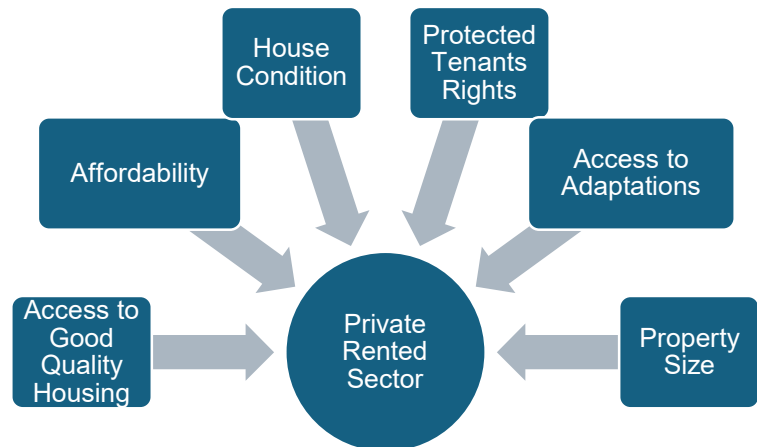 House
Condition
Protected
Tenants
Rights
Affordability
Access to
Adaptations
Access to
Good
Quality
Housing
Private
Rented
Sector
Property
Size